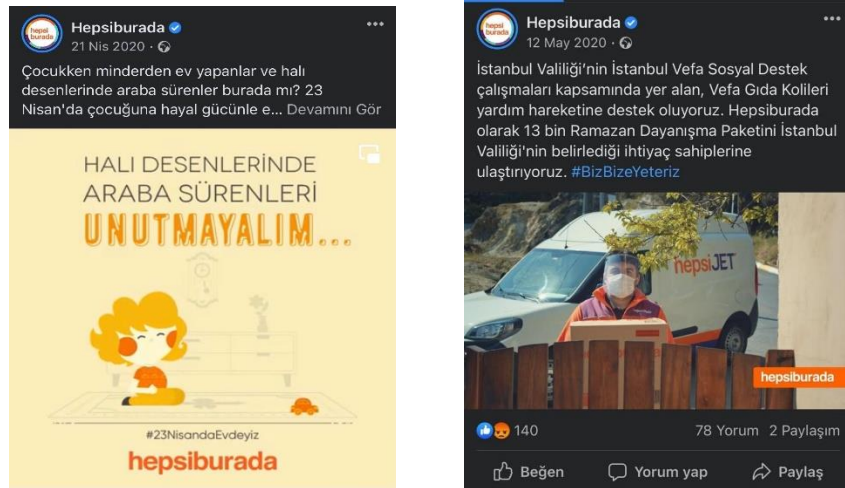 hepsi
burada
Hepsiburada
21 Nis 2020 ·
Çocukken minderden ev yapanlar ve halı
desenlerinde araba sürenler burada mı? 23
Nisan'da çocuğuna hayal gücünle e... Devamını Gör
HALI DESENLERİNDE
ARABA SÜRENLERİ
UNUTMAYALIM...
#23NisandaEvdeyiz
hepsiburada
hepsi
burada
Hepsiburada
12 May 2020 ·
İstanbul Valiliği’nin İstanbul Vefa Sosyal Destek
çalışmaları kapsamında yer alan, Vefa Gıda Kolileri
yardım hareketine destek oluyoruz. Hepsiburada
olarak 13 bin Ramazan Dayanışma Paketini İstanbul
Valiliği'nin belirlediği ihtiyaç sahiplerine
ulaştırıyoruz. #BizBizeYeteriz
hepsiJET
hepsiburada
140
78 Yorum 2 Paylaşım
Beğen Yorum yap Paylaş